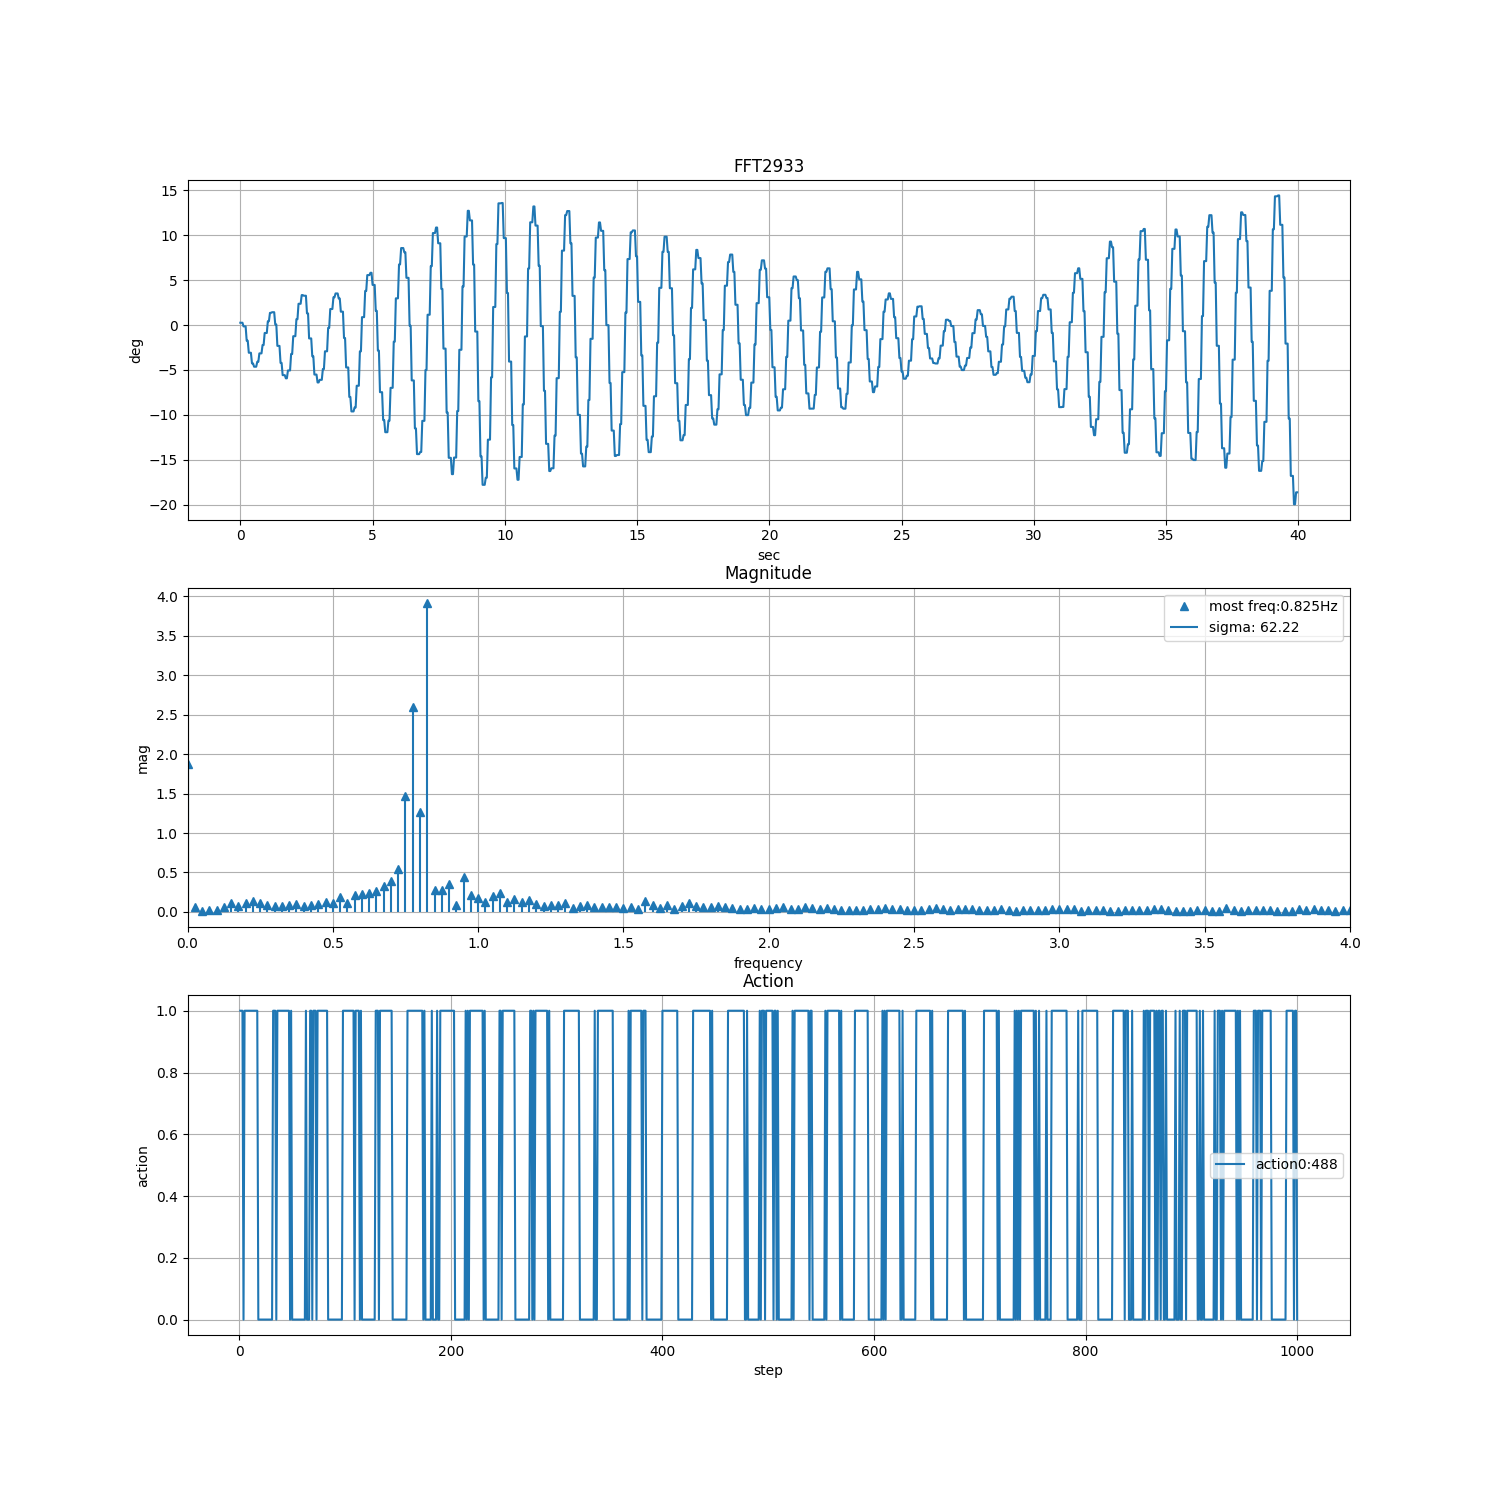 FFT2933
15
10
5
0
−5
−10
−15
−20
deg
0 5 10 15 20 25 30 35 40
sec
Magnitude
4.0
3.5
3.0
2.5
2.0
1.5
1.0
0.5
0.0
mag
most freq:0.825Hz
sigma: 62.22
0.0 0.5 1.0 1.5 2.0 2.5 3.0 3.5 4.0
frequency
Action
1.0
0.8
0.6
0.4
0.2
0.0
action
action0:488
0 200 400 600 800 1000
step